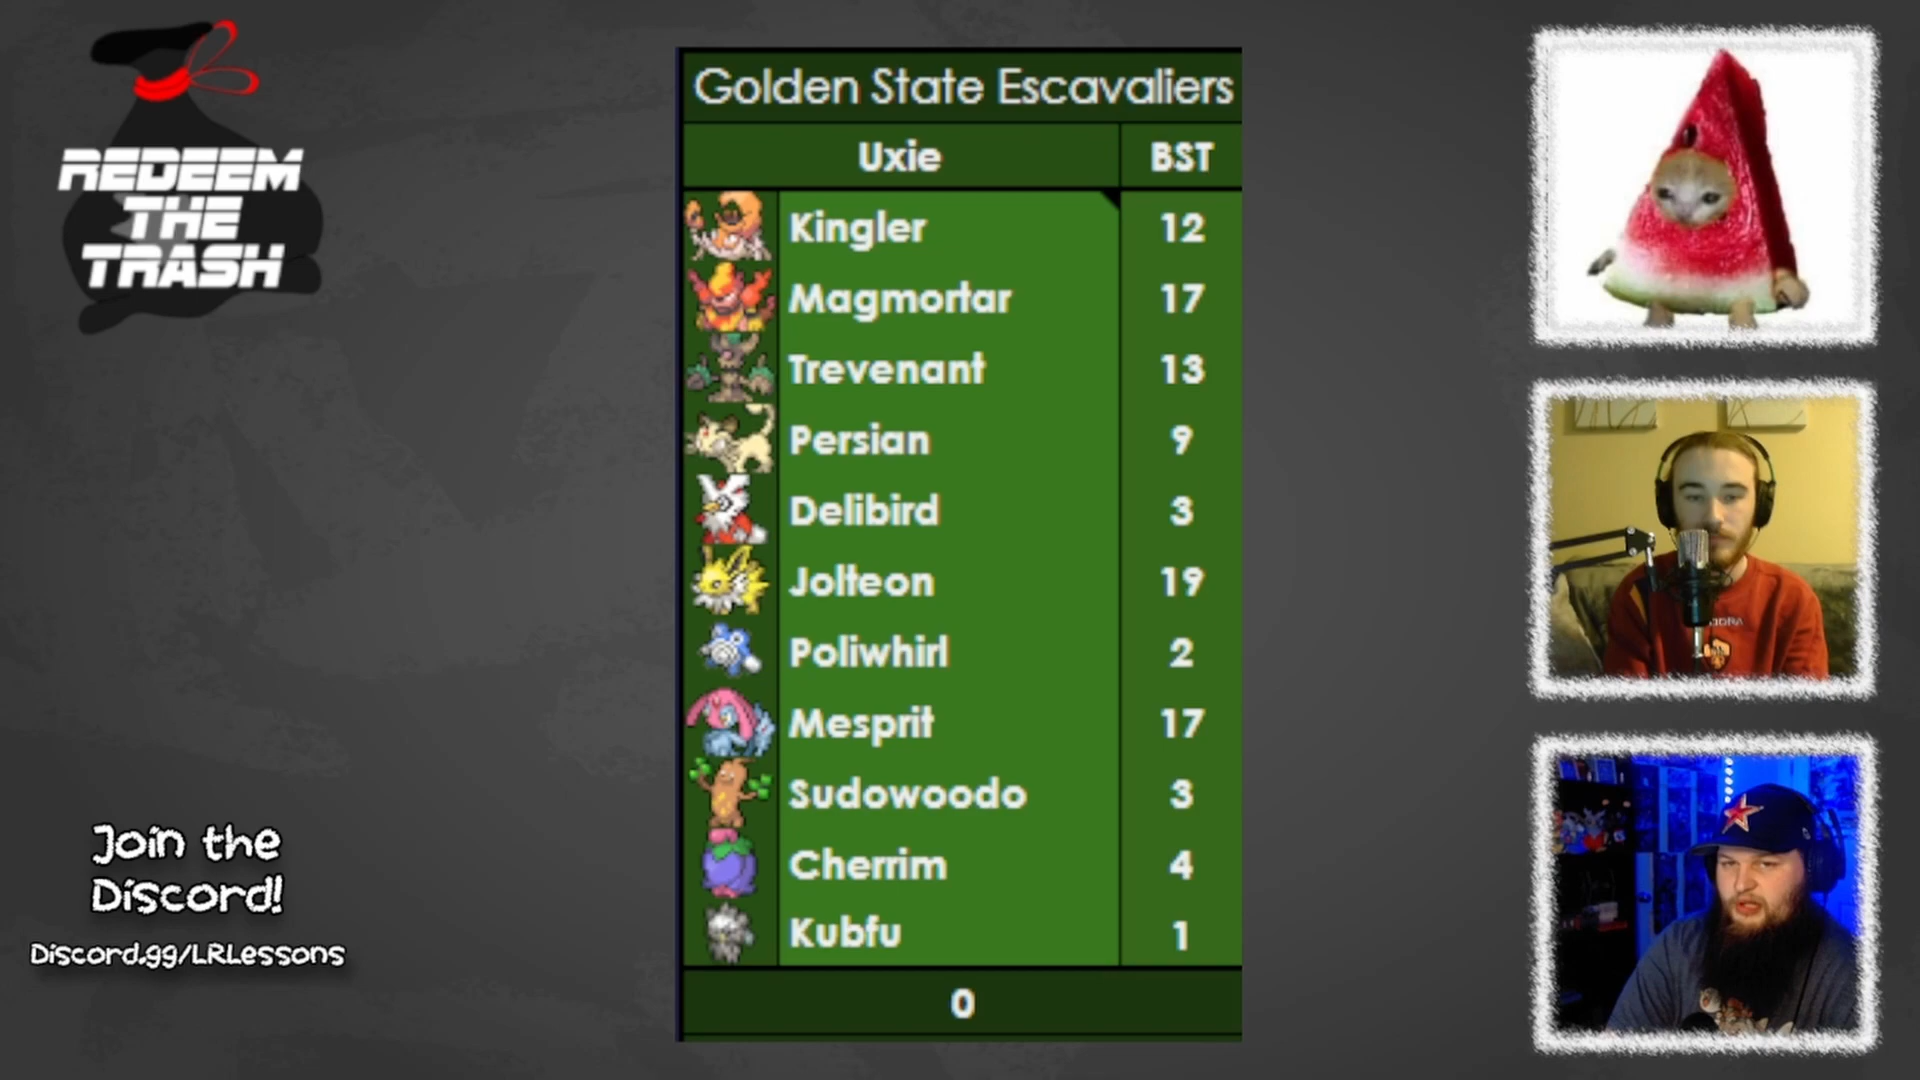 REDEEM
THE
TRASH
Golden State Escavaliers
Uxie BST
Kingler 12
Magmortar 17
Trevenant 13
Persian 9
Delibird 3
Jolteon 19
Poliwhirl 2
Mesprit 17
Sudowoodo 3
Cherrim 4
Kubfu 1
0
Join the
Discord!
Discord.gg/LRLessons